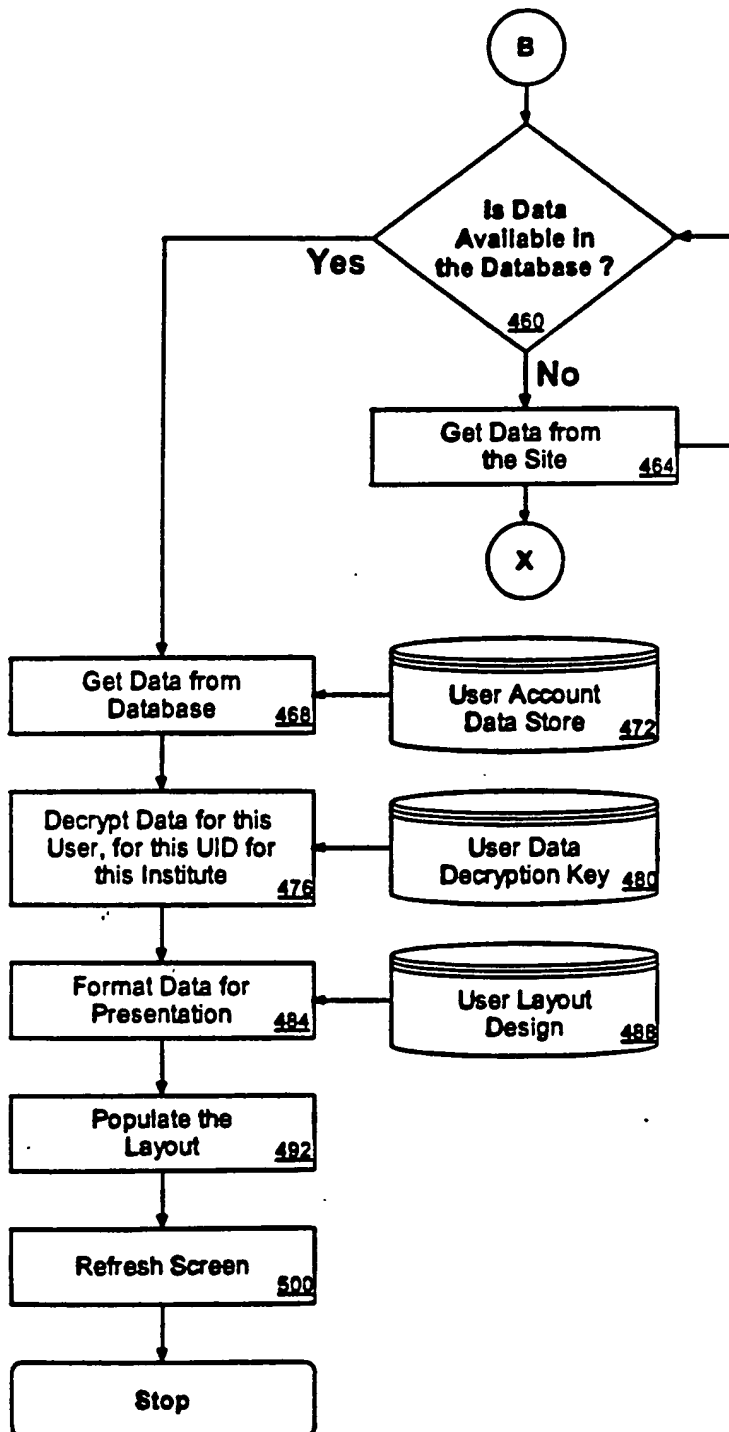 B
Is Data
Available in
the Database ?
460
Yes
No
Get Data from
the Site
464
X
Get Data from
Database
468
User Account
Data Store
472
Decrypt Data for this
User, for this UID for
this Institute
476
User Data
Decryption Key
480
Format Data for
Presentation
484
User Layout
Design
488
Populate the
Layout
492
Refresh Screen
500
Stop